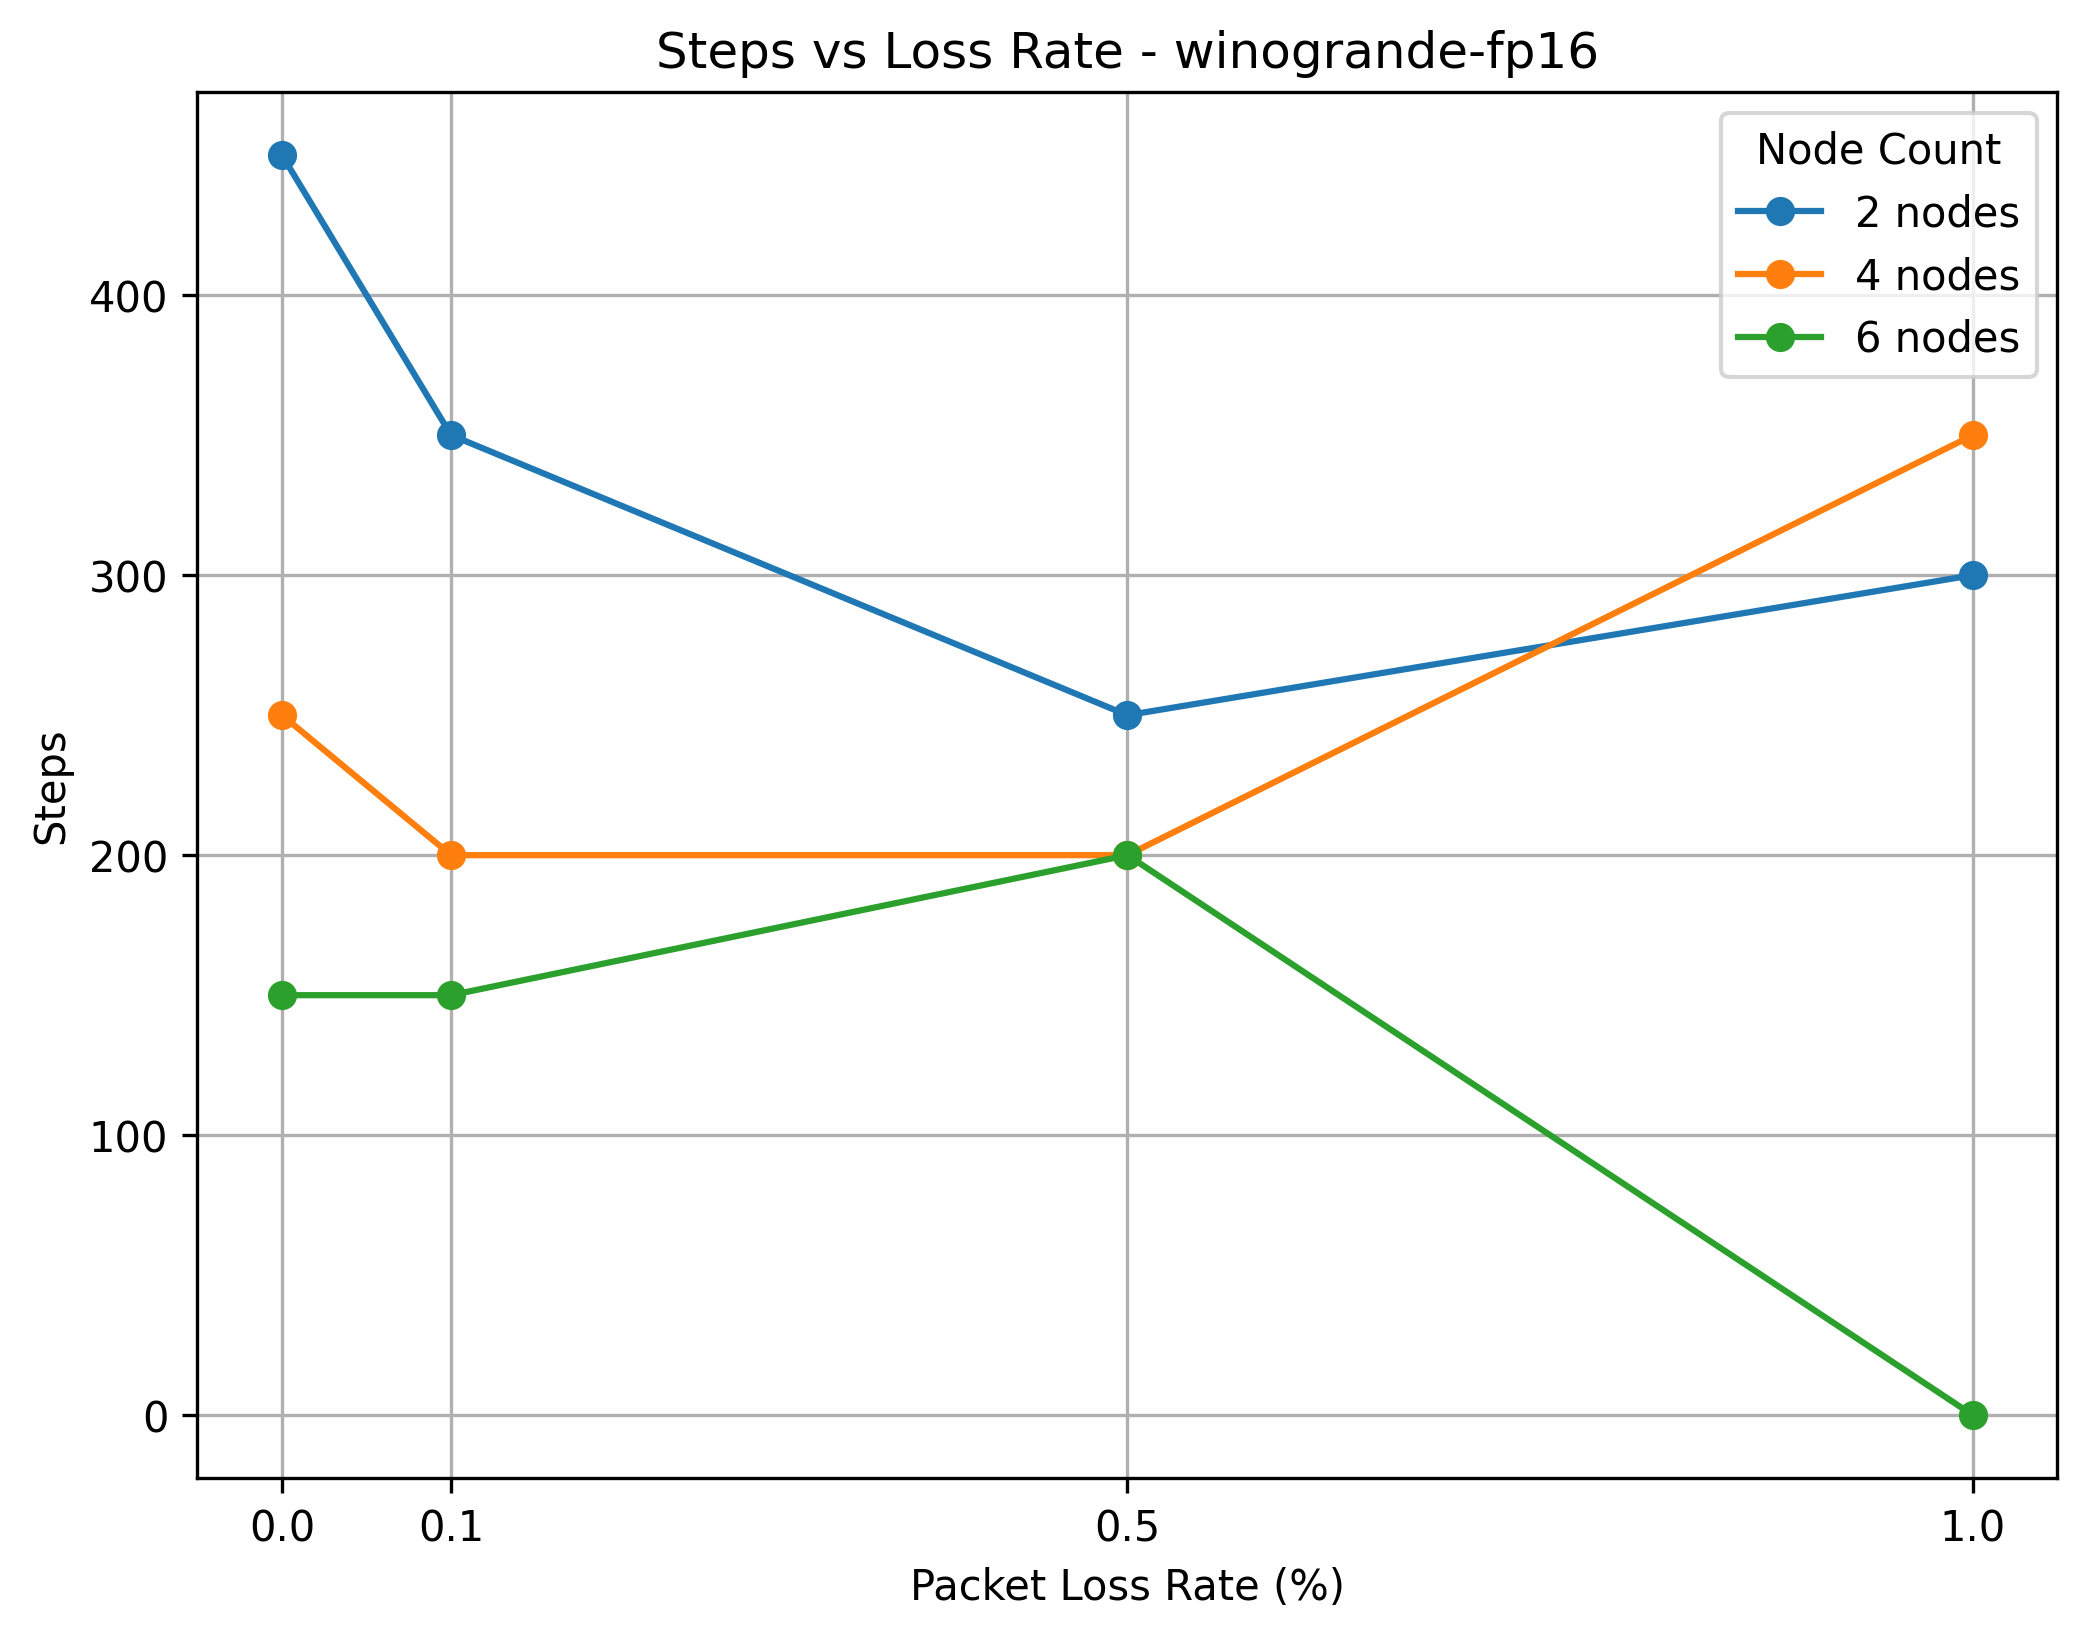 Steps vs Loss Rate - winogrande-fp16
Node Count
2 nodes
4 nodes
6 nodes
Steps
400
300
200
100
0
0.0
0.1
0.5
1.0
Packet Loss Rate (%)